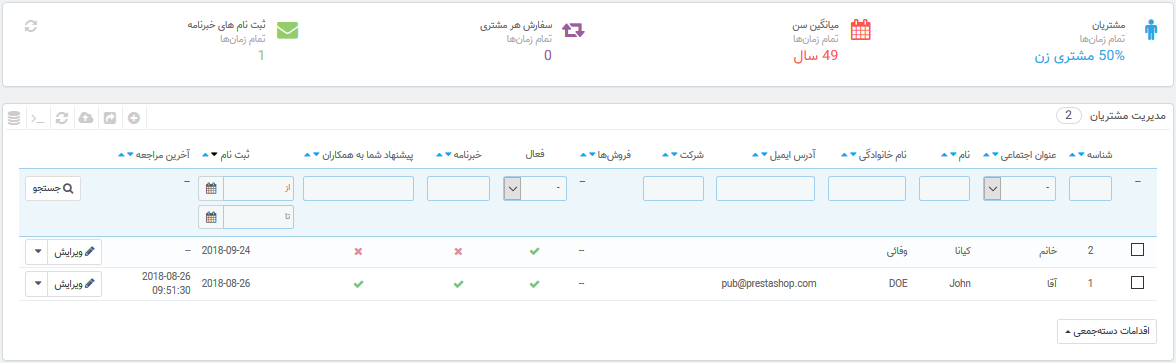 مشتریان
تمام زمان‌ها
50% مشتری زن
میانگین سن
تمام زمان‌ها
49 سال
سفارش هر مشتری
تمام زمان‌ها
0
ثبت نام های خبرنامه
تمام زمان‌ها
1
مدیریت مشتریان 2
شناسه عنوان اجتماعی نام نام خانوادگی آدرس ایمیل شرکت فروش‌ها فعال خبرنامه پیشنهاد شما به همکاران ثبت نام آخرین مراجعه
-- - -- - از -- جستجو
تا
2 خانم کیانا وفائی -- 2018-09-24 -- ویرایش
1 آقا John DOE pub@prestashop.com -- 2018-08-26 2018-08-26 ویرایش
09:51:30
اقدامات دسته‌جمعی